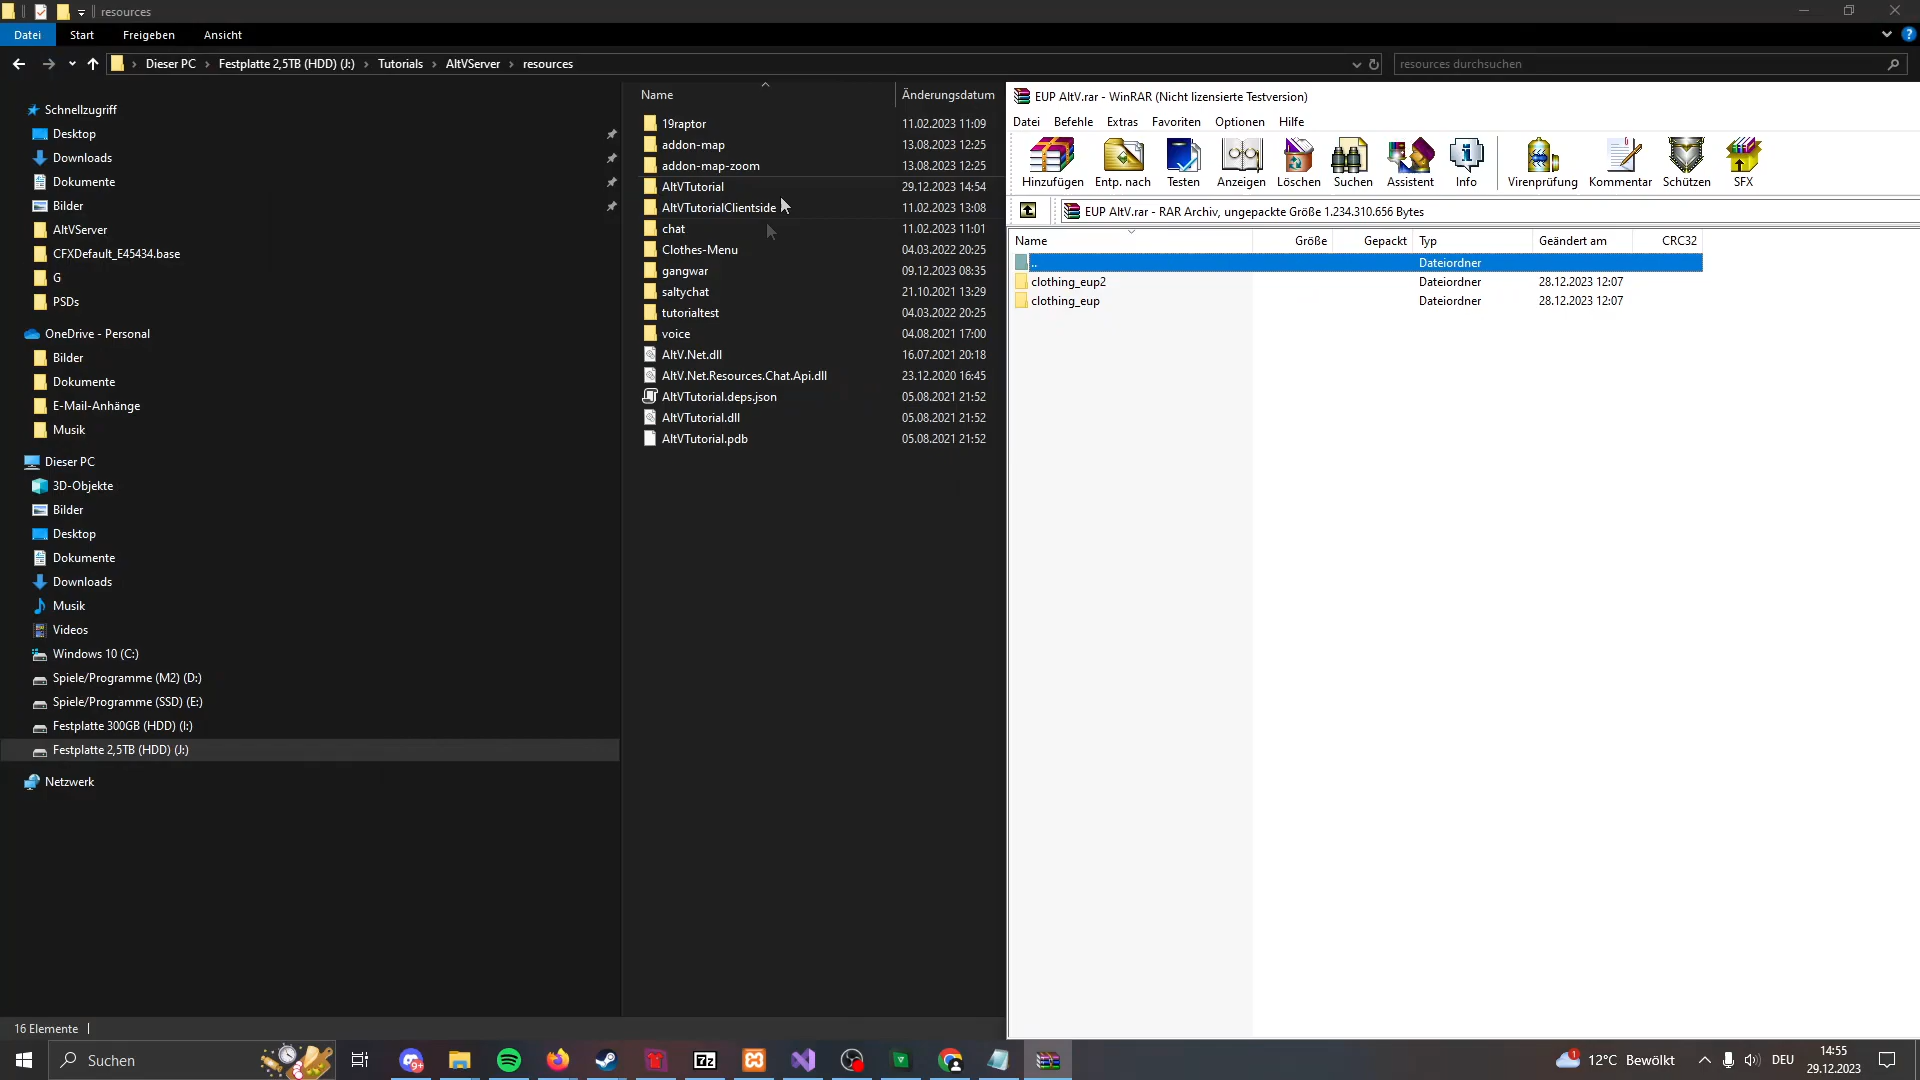 resources
Datei Start Freigeben Ansicht
Dieser PC Festplatte 2,5TB (HDD) (J:) Tutorials AltVServer resources
resources durchsuchen
Schnellzugriff
Desktop
Downloads
Dokumente
Bilder
AltVServer
CFXDefault_E45434.base
G
PSDs
OneDrive - Personal
Bilder
Dokumente
E-Mail-Anhänge
Musik
Dieser PC
3D-Objekte
Bilder
Desktop
Dokumente
Downloads
Musik
Videos
Windows 10 (C:)
Spiele/Programme (M2) (D:)
Spiele/Programme (SSD) (E:)
Festplatte 300GB (HDD) (I:)
Festplatte 2,5TB (HDD) (J:)
Netzwerk
16 Elemente
Name Änderungsdatum
19raptor 11.02.2023 11:09
addon-map 13.08.2023 12:25
addon-map-zoom 13.08.2023 12:25
AltVTutorial 29.12.2023 14:54
AltVTutorialClientside 11.02.2023 13:08
chat 11.02.2023 11:01
Clothes-Menu 04.03.2022 20:25
gangwar 09.12.2023 08:35
saltychat 21.10.2021 13:29
tutorialtest 04.03.2022 20:25
voice 04.08.2021 17:00
AltV.Net.dll 16.07.2021 20:18
AltV.Net.Resources.Chat.Api.dll 23.12.2020 16:45
AltVTutorial.deps.json 05.08.2021 21:52
AltVTutorial.dll 05.08.2021 21:52
AltVTutorial.pdb 05.08.2021 21:52
EUP AltV.rar - WinRAR (Nicht lizensierte Testversion)
Datei Befehle Extras Favoriten Optionen Hilfe
Hinzufügen Entp. nach Testen Anzeigen Löschen Suchen Assistent Info Virenprüfung Kommentar Schützen SFX
EUP AltV.rar - RAR Archiv, ungepackte Größe 1.234.310.656 Bytes
Name Größe Gepackt Typ Geändert am CRC32
.. Dateiordner
clothing_eup2 Dateiordner 28.12.2023 12:07
clothing_eup Dateiordner 28.12.2023 12:07
Suchen
9+
7z
1
12°C Bewölkt
DEU
14:55
29.12.2023